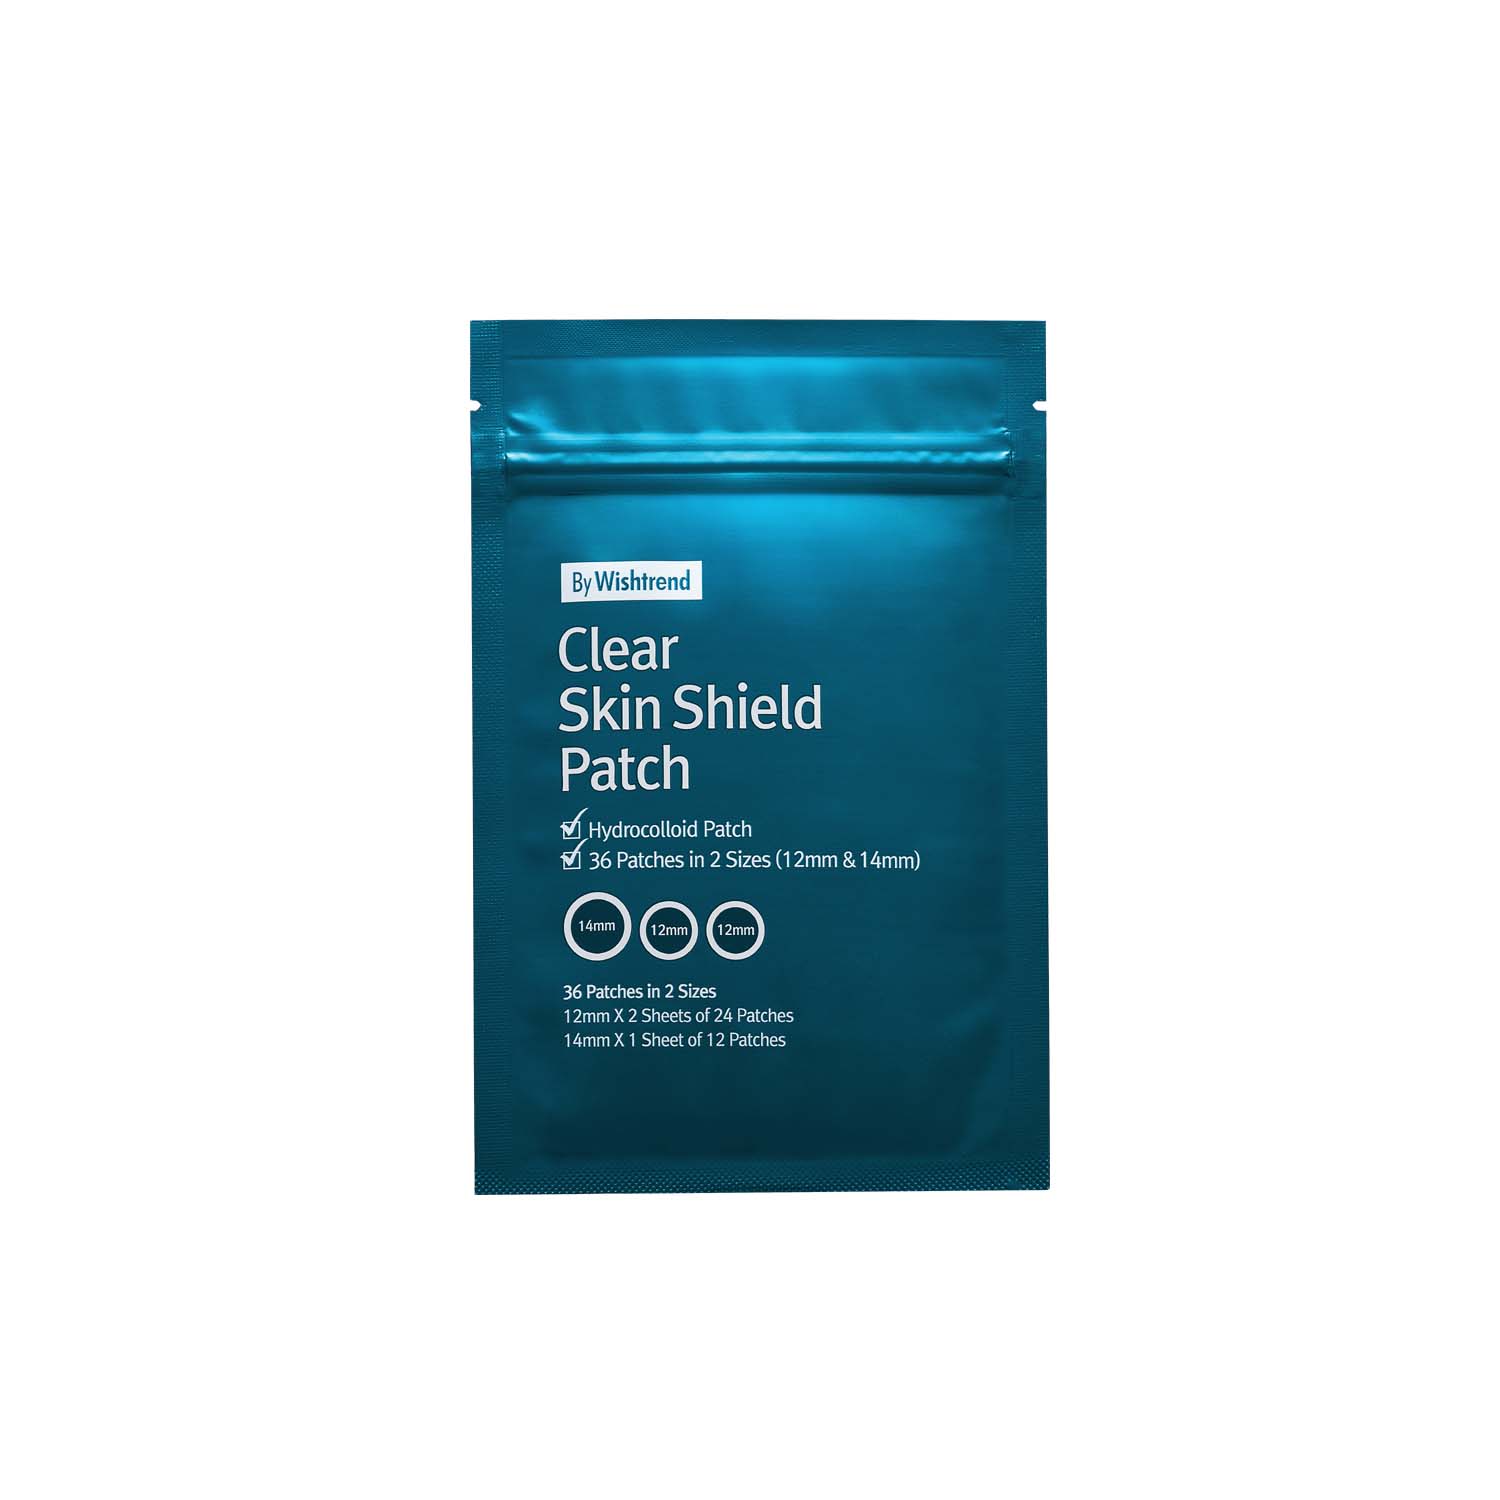 By Wishtrend
Clear
Skin Shield
Patch
Hydrocolloid Patch
36 Patches in 2 Sizes (12mm & 14mm)
14mm 12mm 12mm
36 Patches in 2 Sizes
12mm X 2 Sheets of 24 Patches
14mm X 1 Sheet of 12 Patches